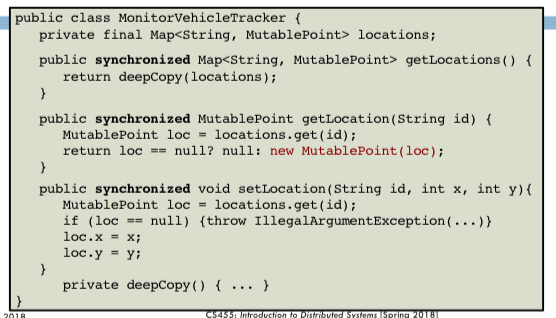 public class MonitorVehicleTracker {
private final Map<String, MutablePoint> locations;
public synchronized Map<String, MutablePoint> getLocations() {
return deepCopy(locations);
}
public synchronized MutablePoint getLocation(String id) {
MutablePoint loc = locations.get(id);
return loc == null? null: new MutablePoint(loc);
}
public synchronized void setLocation(String id, int x, int y){
MutablePoint loc = locations.get(id);
if (loc == null) {throw IllegalArgumentException(...)}
loc.x = x;
loc.y = y;
}
private deepCopy() { ... }
}
2018 CS455: Introduction to Distributed Systems [Spring 2018]